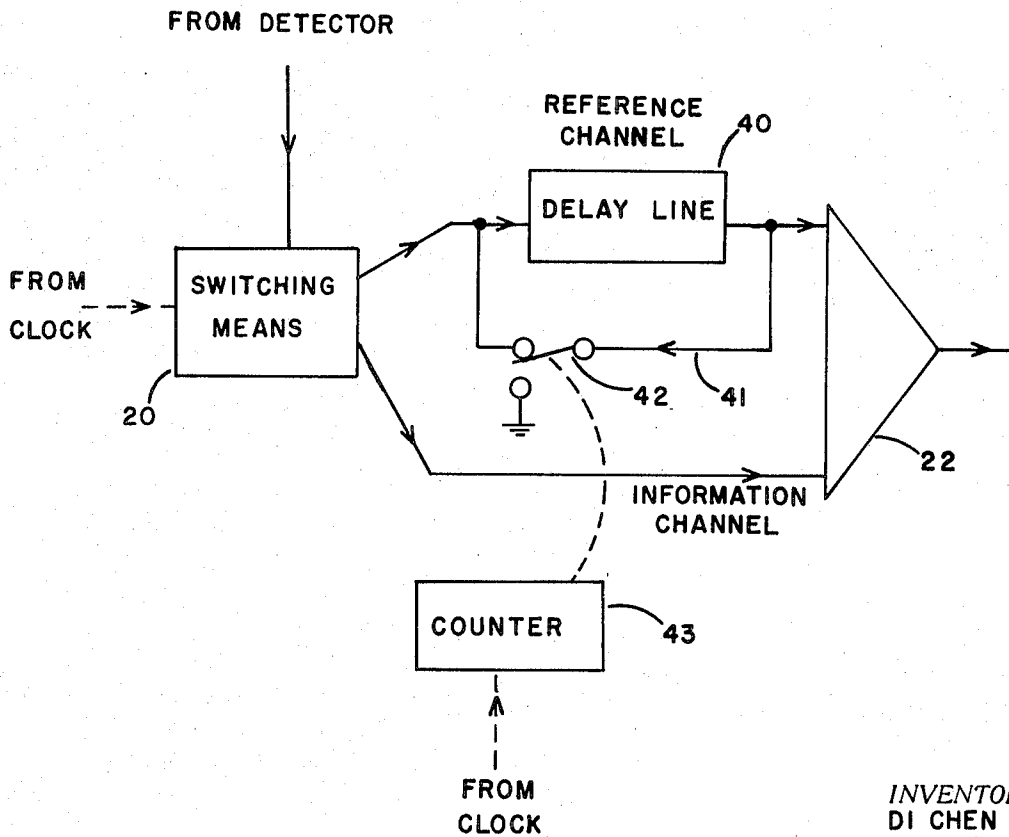 FROM DETECTOR
REFERENCE
CHANNEL
40
DELAY LINE
FROM
CLOCK
SWITCHING
MEANS
20
42
41
22
INFORMATION
CHANNEL
COUNTER
43
FROM
CLOCK
DI CHEN